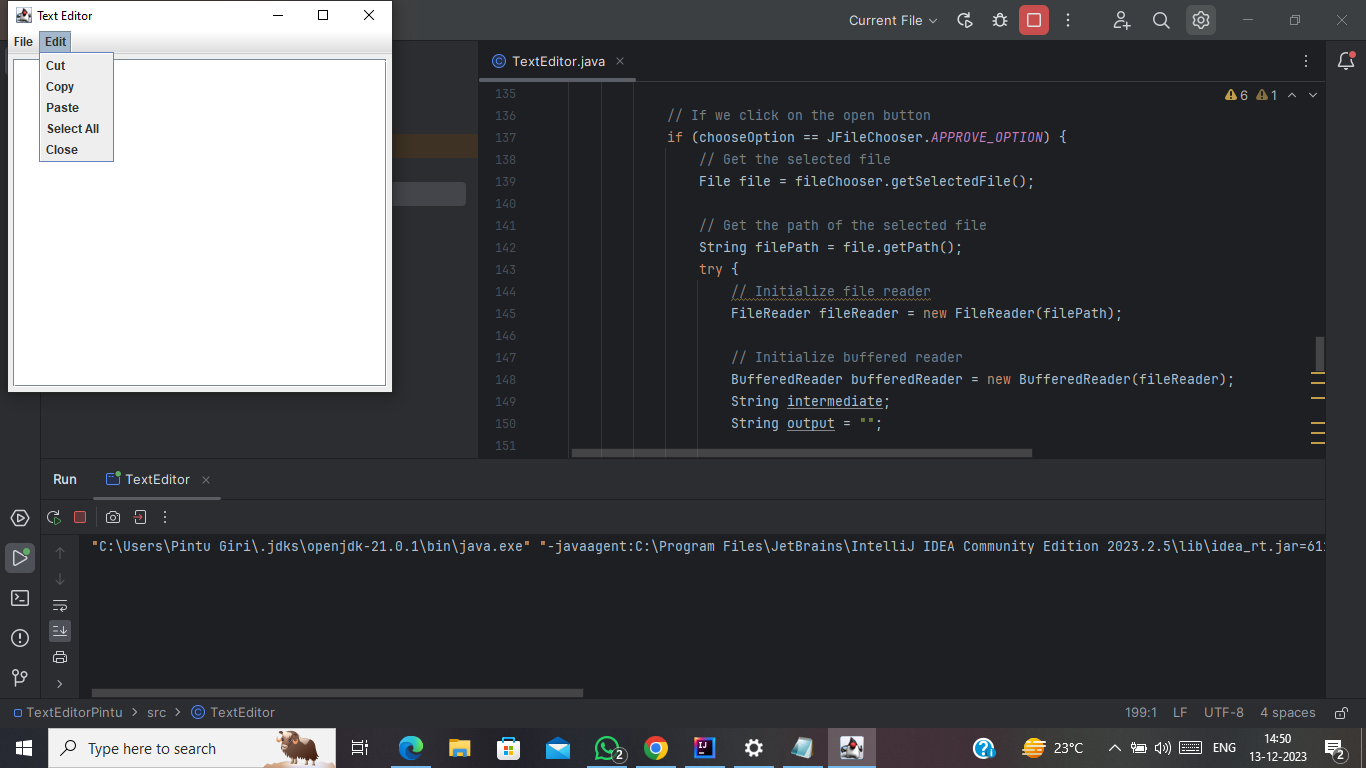 Text Editor
File Edit
Cut
Copy
Paste
Select All
Close
Current File
TextEditor.java
6 1
135
136 // If we click on the open button
137 if (chooseOption == JFileChooser.APPROVE_OPTION) {
138 // Get the selected file
139 File file = fileChooser.getSelectedFile();
140
141 // Get the path of the selected file
142 String filePath = file.getPath();
143 try {
144 // Initialize file reader
145 FileReader fileReader = new FileReader(filePath);
146
147 // Initialize buffered reader
148 BufferedReader bufferedReader = new BufferedReader(fileReader);
149 String intermediate;
150 String output = "";
151
Run TextEditor
"C:\Users\Pintu Giri\.jdks\openjdk-21.0.1\bin\java.exe" "-javaagent:C:\Program Files\JetBrains\IntelliJ IDEA Community Edition 2023.2.5\lib\idea_rt.jar=61
TextEditorPintu > src > TextEditor 199:1 LF UTF-8 4 spaces
Type here to search
2
23°C
ENG
14:50
13-12-2023
2